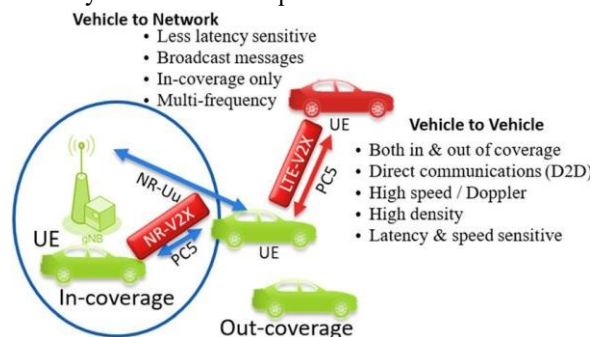 Vehicle to Network
• Less latency sensitive
• Broadcast messages
• In-coverage only
• Multi-frequency
UE
Vehicle to Vehicle
• Both in & out of coverage
• Direct communications (D2D)
• High speed / Doppler
• High density
• Latency & speed sensitive
LTE-V2X
PC5
NR-Uu
gNB
NR-V2X
PC5
UE
UE
In-coverage
Out-coverage